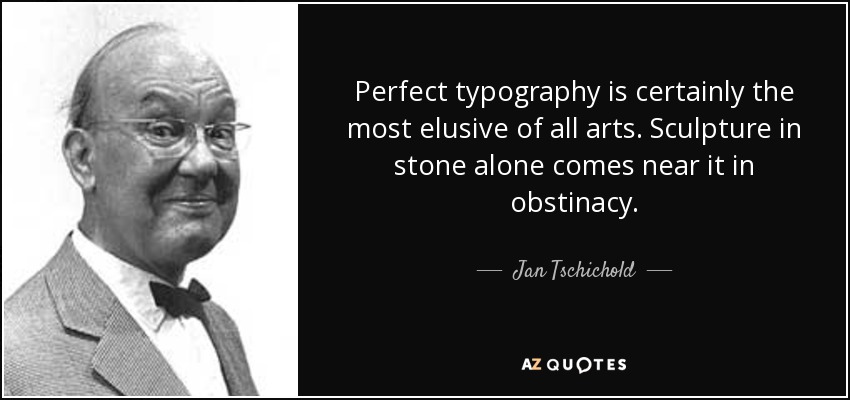 Perfect typography is certainly the
most elusive of all arts. Sculpture in
stone alone comes near it in
obstinacy.
Jan Tschichold
AZ QUOTES